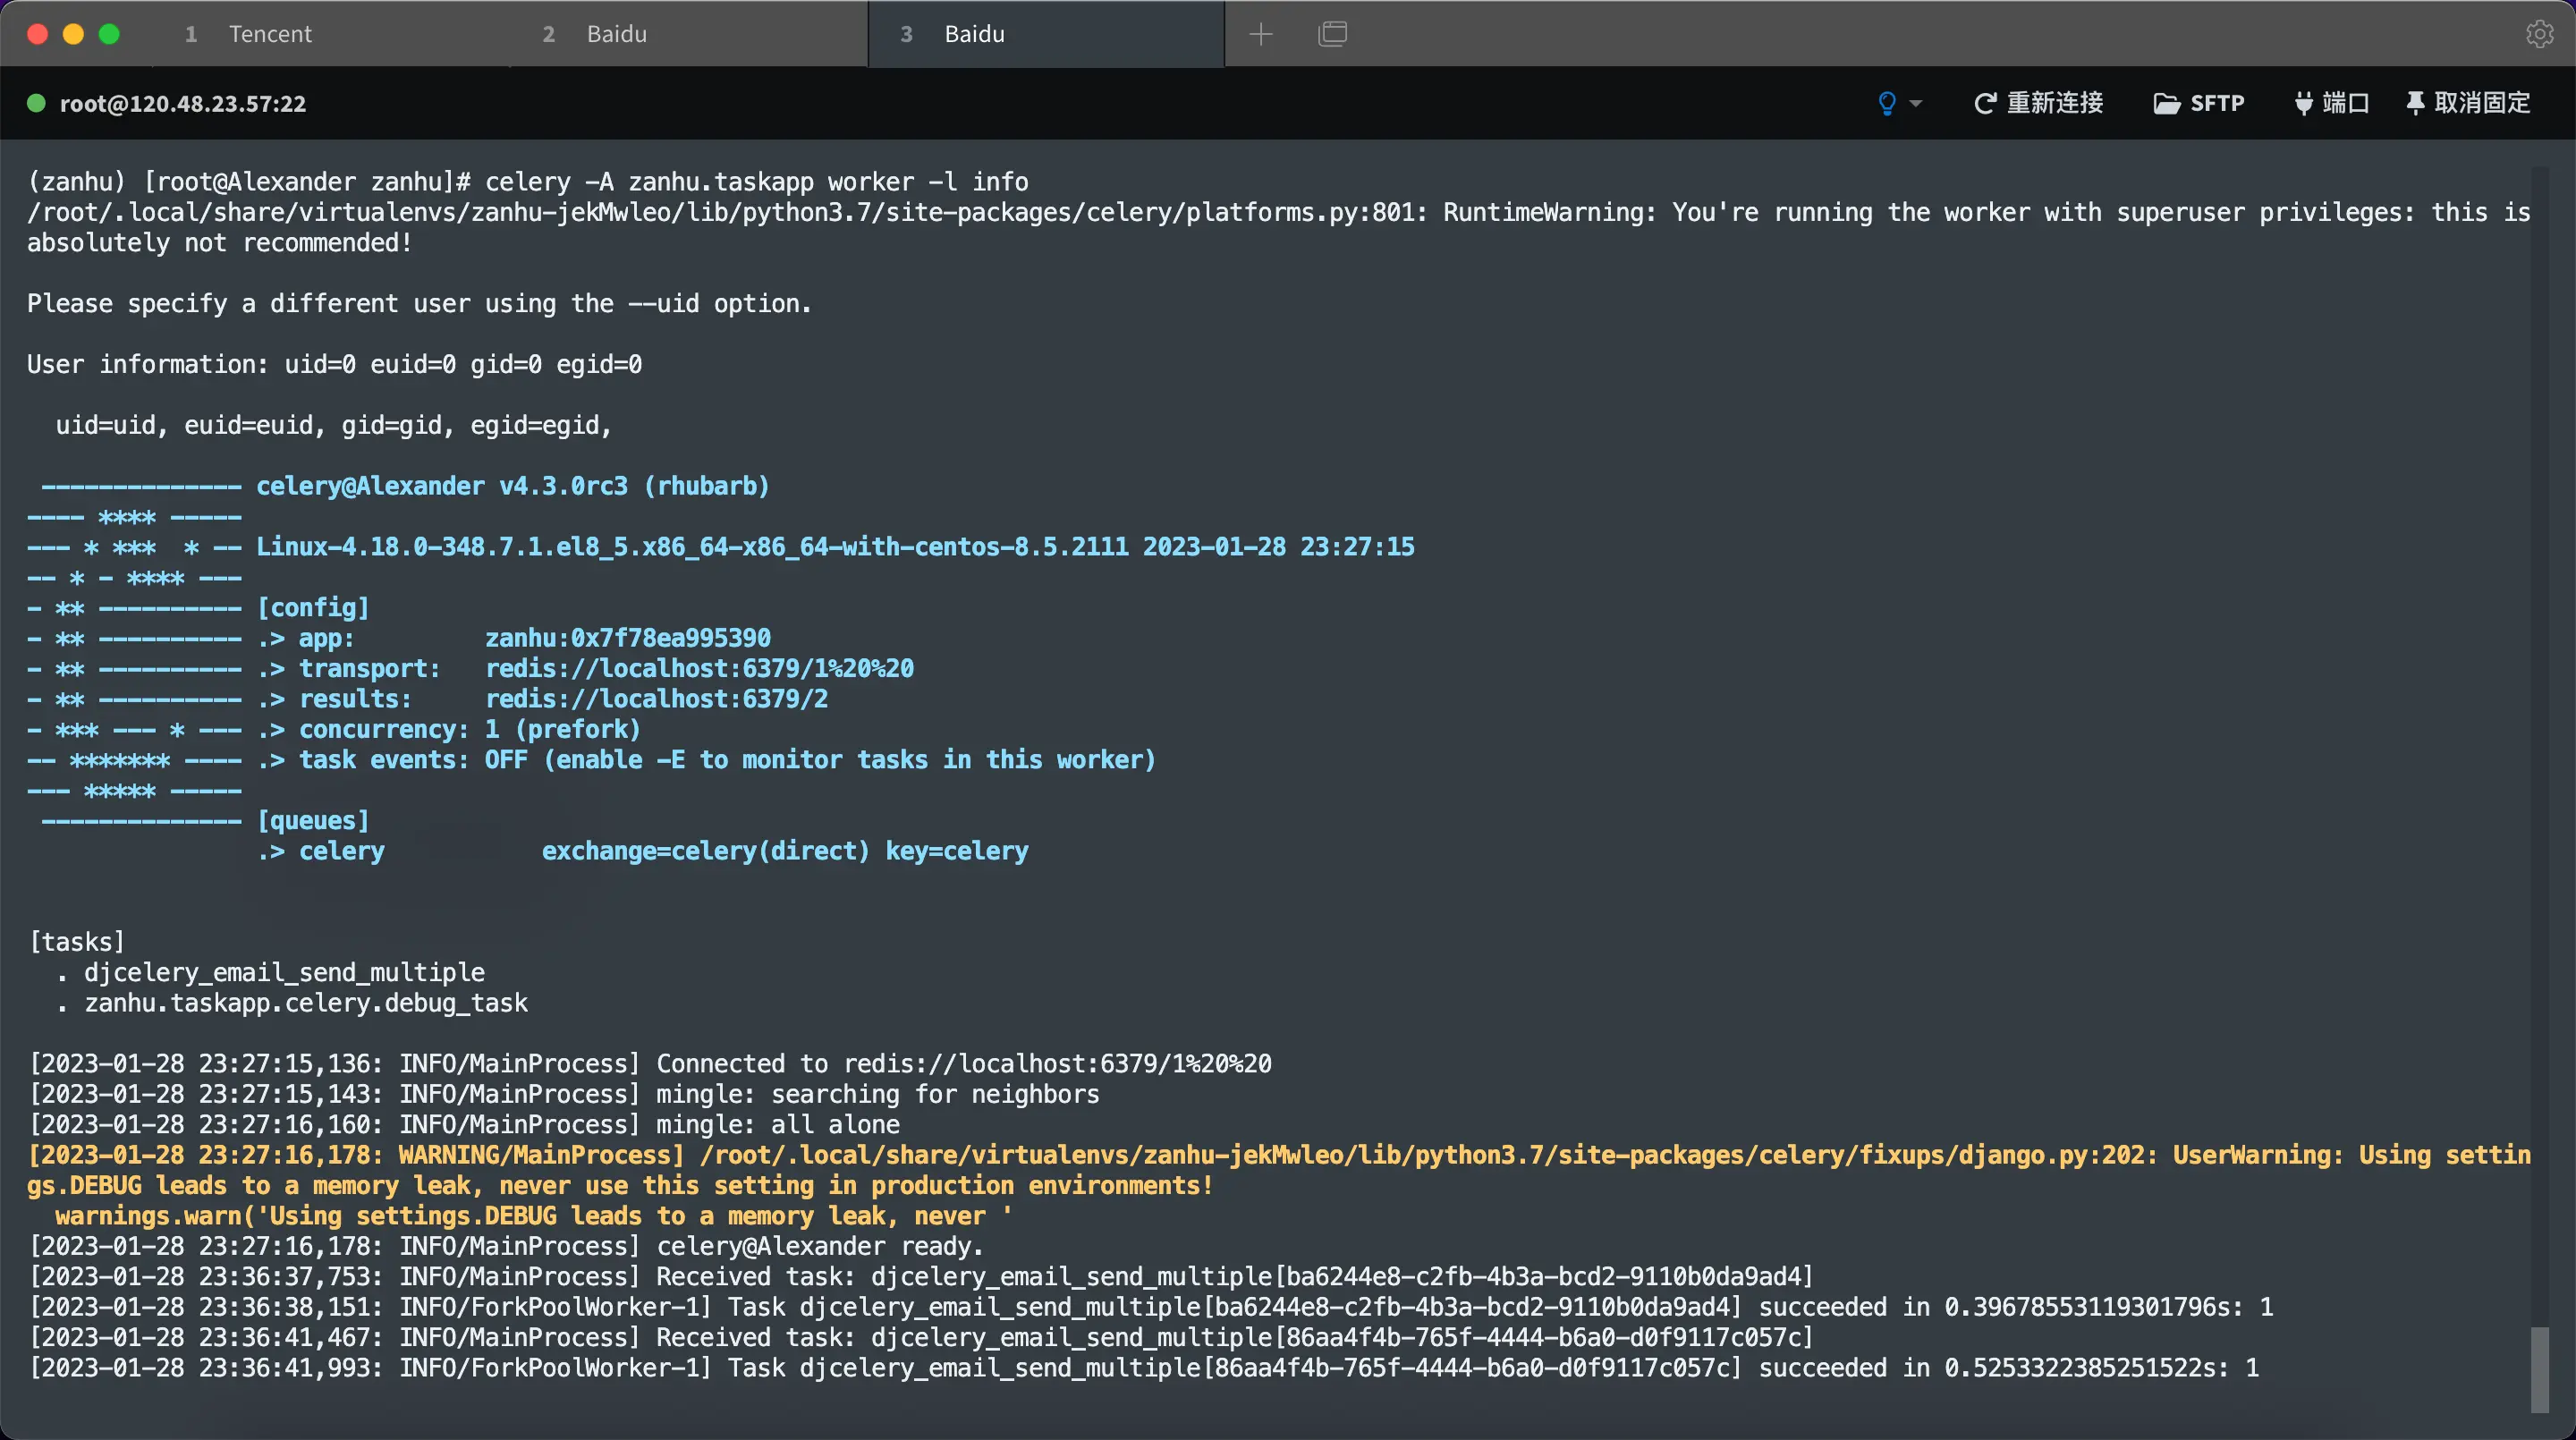 1 Tencent 2 Baidu 3 Baidu
root@120.48.23.57:22 重新连接 SFTP 端口 取消固定
(zanhu) [root@Alexander zanhu]# celery -A zanhu.taskapp worker -l info
/root/.local/share/virtualenvs/zanhu-jekMwleo/lib/python3.7/site-packages/celery/platforms.py:801: RuntimeWarning: You're running the worker with superuser privileges: this is
absolutely not recommended!
Please specify a different user using the --uid option.
User information: uid=0 euid=0 gid=0 egid=0
uid=uid, euid=euid, gid=gid, egid=egid,
 -------------- celery@Alexander v4.3.0rc3 (rhubarb)
---- **** -----
--- * ***  * -- Linux-4.18.0-348.7.1.el8_5.x86_64-x86_64-with-centos-8.5.2111 2023-01-28 23:27:15
-- * - **** ---
- ** ---------- [config]
- ** ---------- .> app:         zanhu:0x7f78ea995390
- ** ---------- .> transport:   redis://localhost:6379/1%20%20
- ** ---------- .> results:     redis://localhost:6379/2
- *** --- * --- .> concurrency: 1 (prefork)
-- ******* ---- .> task events: OFF (enable -E to monitor tasks in this worker)
--- ***** -----
 -------------- [queues]
                .> celery           exchange=celery(direct) key=celery
[tasks]
  . djcelery_email_send_multiple
  . zanhu.taskapp.celery.debug_task
[2023-01-28 23:27:15,136: INFO/MainProcess] Connected to redis://localhost:6379/1%20%20
[2023-01-28 23:27:15,143: INFO/MainProcess] mingle: searching for neighbors
[2023-01-28 23:27:16,160: INFO/MainProcess] mingle: all alone
[2023-01-28 23:27:16,178: WARNING/MainProcess] /root/.local/share/virtualenvs/zanhu-jekMwleo/lib/python3.7/site-packages/celery/fixups/django.py:202: UserWarning: Using settin
gs.DEBUG leads to a memory leak, never use this setting in production environments!
  warnings.warn('Using settings.DEBUG leads to a memory leak, never '
[2023-01-28 23:27:16,178: INFO/MainProcess] celery@Alexander ready.
[2023-01-28 23:36:37,753: INFO/MainProcess] Received task: djcelery_email_send_multiple[ba6244e8-c2fb-4b3a-bcd2-9110b0da9ad4]
[2023-01-28 23:36:38,151: INFO/ForkPoolWorker-1] Task djcelery_email_send_multiple[ba6244e8-c2fb-4b3a-bcd2-9110b0da9ad4] succeeded in 0.39678553119301796s: 1
[2023-01-28 23:36:41,467: INFO/MainProcess] Received task: djcelery_email_send_multiple[86aa4f4b-765f-4444-b6a0-d0f9117c057c]
[2023-01-28 23:36:41,993: INFO/ForkPoolWorker-1] Task djcelery_email_send_multiple[86aa4f4b-765f-4444-b6a0-d0f9117c057c] succeeded in 0.5253322385251522s: 1